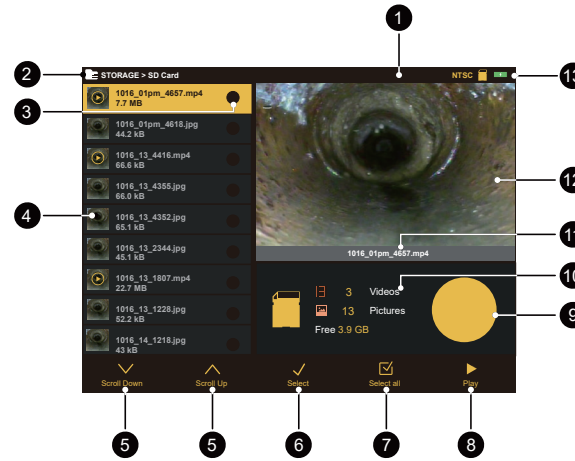 1
2
STORAGE > SD Card
NTSC
13
3
1016_01pm_4657.mp4
7.7 MB
1016_01pm_4618.jpg
44.2 kB
1016_13_4416.mp4
66.6 kB
1016_13_4355.jpg
66.0 kB
12
4
1016_13_4352.jpg
65.1 kB
1016_13_2344.jpg
45.1 kB
11
1016_01pm_4657.mp4
1016_13_1807.mp4
22.7 MB
10
3 Videos
13 Pictures
Free 3.9 GB
9
1016_13_1228.jpg
52.2 kB
1016_14_1218.jpg
43 kB
Scroll Down
Scroll Up
Select
Select all
Play
5
5
6
7
8